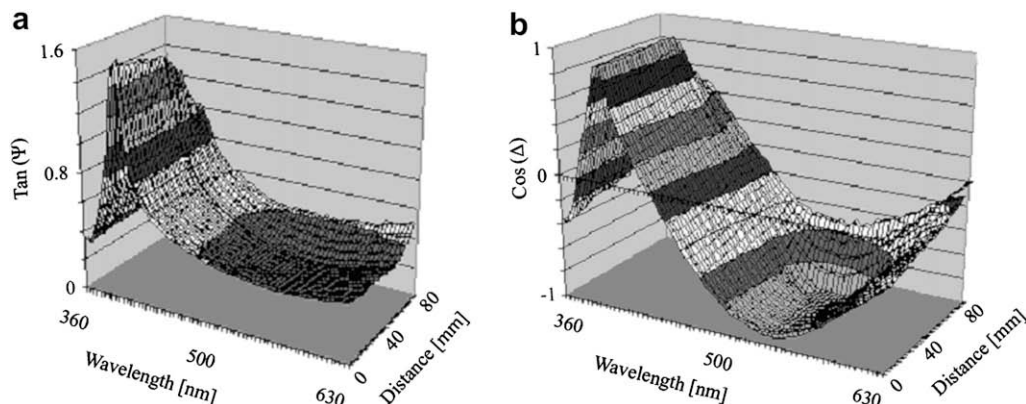 a
1.6
0.8
0
Tan (Ψ)
360
500
630
Wavelength [nm]
0
40
80
Distance [mm]
b
1
0
-1
Cos (Δ)
360
500
630
Wavelength [nm]
0
40
80
Distance [mm]